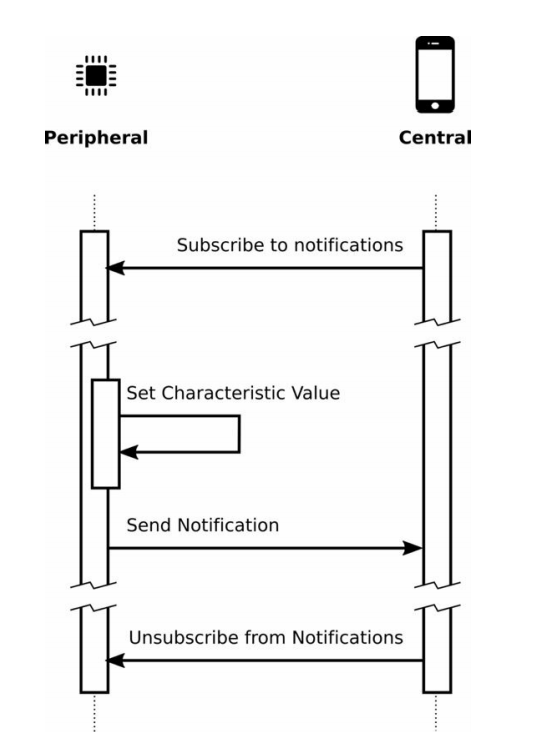 Peripheral
Central
Subscribe to notifications
Set Characteristic Value
Send Notification
Unsubscribe from Notifications